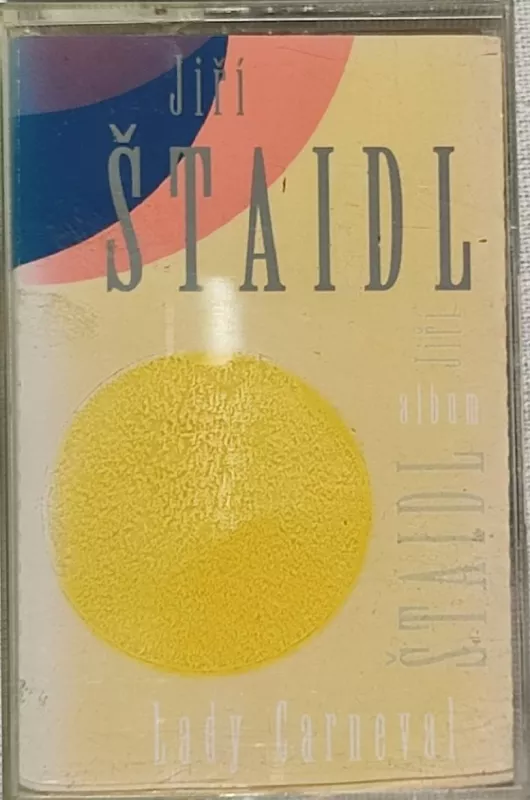 Jiří
ŠTAIDL
Jiří
album
ŠTAIDL
Lady Carneval